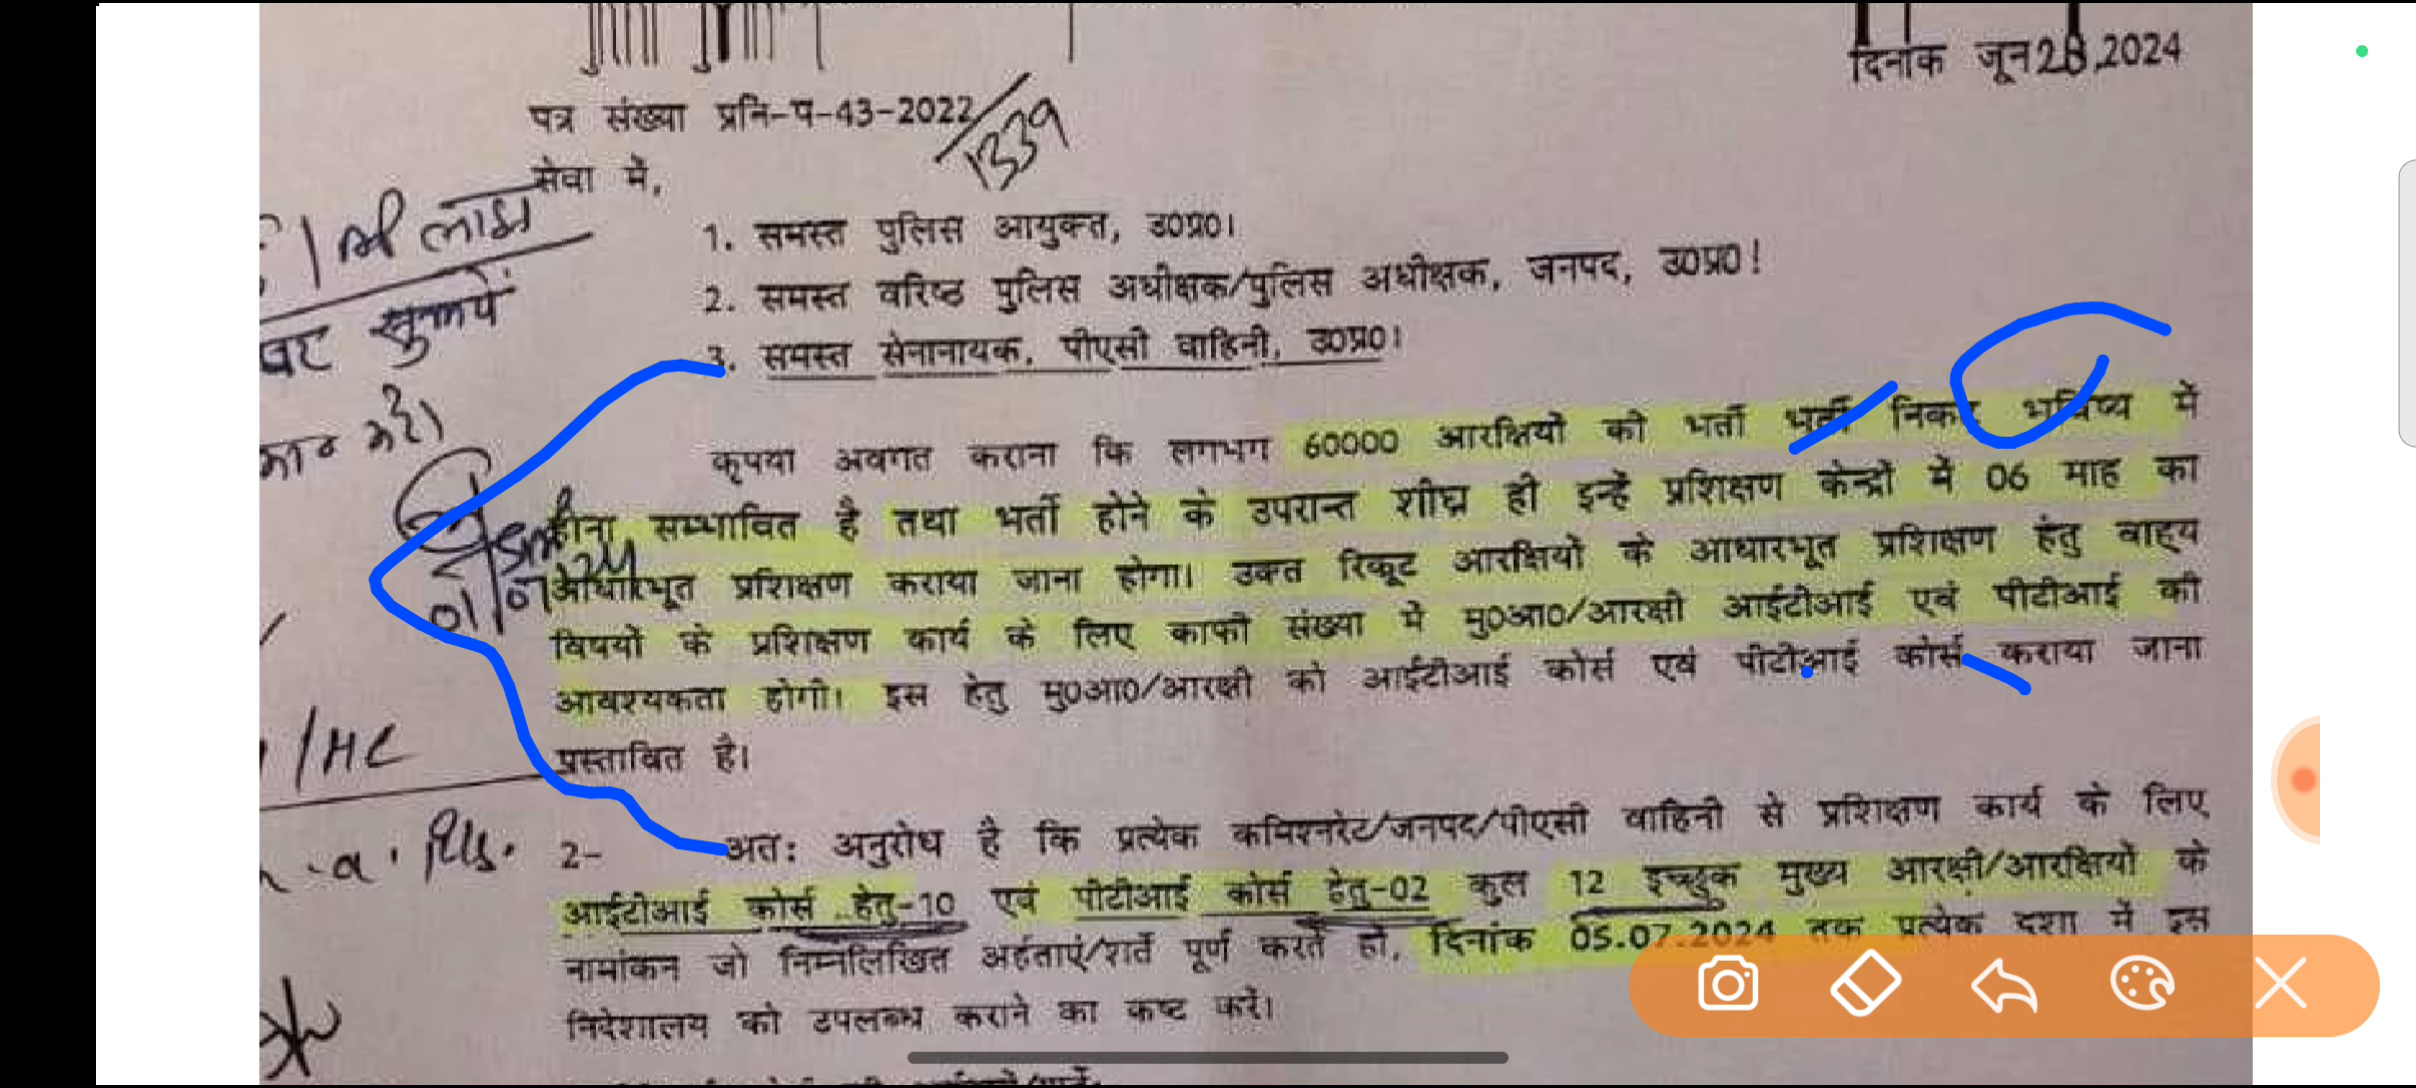 दिनांक जून 28, 2024
पत्र संख्या प्रनि-प-43-2022/1339
सेवा में,
1. समस्त पुलिस आयुक्त, उ0प्र0।
2. समस्त वरिष्ठ पुलिस अधीक्षक/पुलिस अधीक्षक, जनपद, उ0प्र0!
3. समस्त सेनानायक, पीएसी वाहिनी, उ0प्र0।
कृपया अवगत कराना कि लगभग 60000 आरक्षियों की भर्ती भर्ती निकट भविष्य में
होना सम्भावित है तथा भर्ती होने के उपरान्त शीघ्र ही इन्हें प्रशिक्षण केन्द्रों में 06 माह का
आधारभूत प्रशिक्षण कराया जाना होगा। उक्त रिक्रूट आरक्षियों के आधारभूत प्रशिक्षण हेतु वाह्य
विषयों के प्रशिक्षण कार्य के लिए काफी संख्या में मु0आ0/आरक्षी आईटीआई एवं पीटीआई की
आवश्यकता होगी। इस हेतु मु0आ0/आरक्षी को आईटीआई कोर्स एवं पीटीआई कोर्स कराया जाना
प्रस्तावित है।
/HC
2- अतः अनुरोध है कि प्रत्येक कमिश्नरेट/जनपद/पीएसी वाहिनी से प्रशिक्षण कार्य के लिए
आईटीआई कोर्स हेतु-10 एवं पीटीआई कोर्स हेतु-02 कुल 12 इच्छुक मुख्य आरक्षी/आरक्षियों के
नामांकन जो निम्नलिखित अर्हताएं/शर्ते पूर्ण करते हो, दिनांक 05.07.2024 तक प्रत्येक दशा में इस
निदेशालय को उपलब्ध कराने का कष्ट करें।